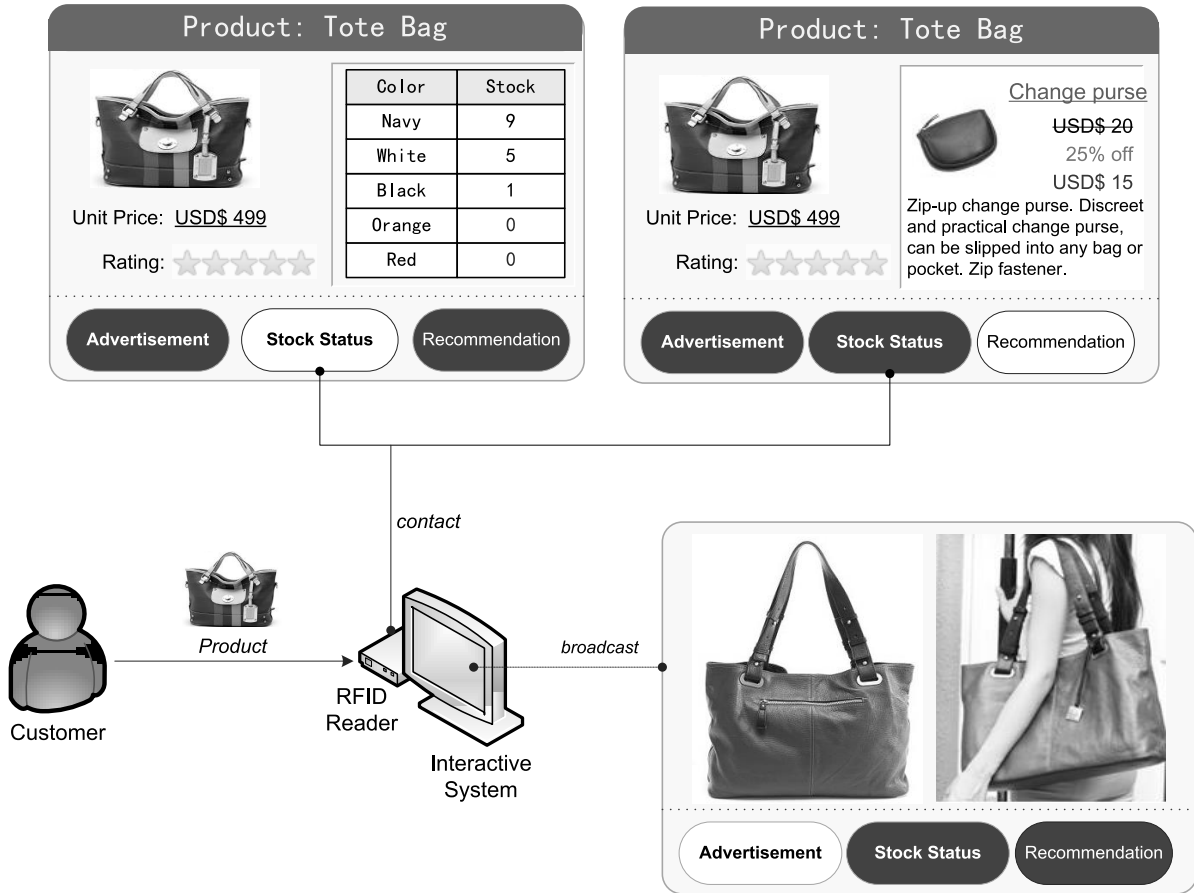 Product: Tote Bag
Color Stock
Navy 9
White 5
Black 1
Orange 0
Red 0
Unit Price: USD$ 499
Rating:
Advertisement
Stock Status
Recommendation
Product: Tote Bag
Change purse
USD$ 20
25% off
USD$ 15
Unit Price: USD$ 499
Rating:
Zip-up change purse. Discreet
and practical change purse,
can be slipped into any bag or
pocket. Zip fastener.
Advertisement
Stock Status
Recommendation
contact
Product
broadcast
Customer
RFID
Reader
Interactive
System
Advertisement
Stock Status
Recommendation